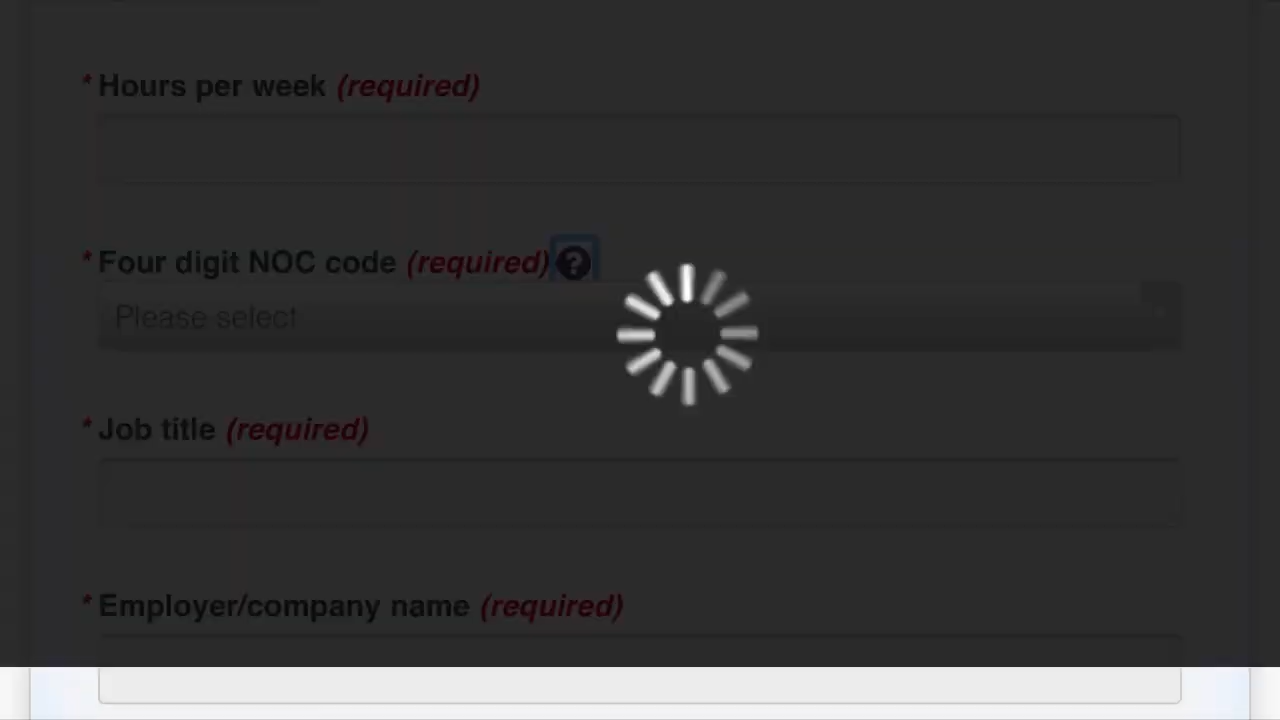 * Hours per week (required)
* Four digit NOC code (required) ?
Please select
* Job title (required)
* Employer/company name (required)